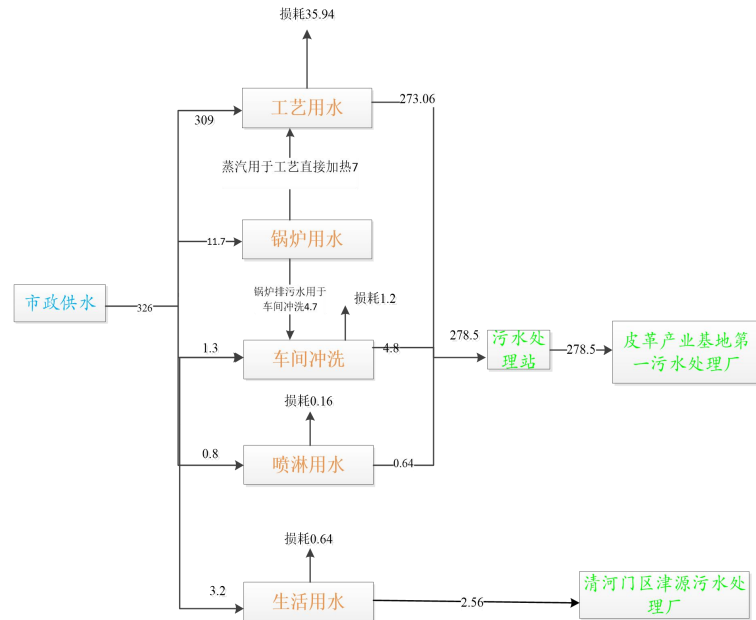 损耗35.94
工艺用水
273.06
309
蒸汽用于工艺直接加热7
锅炉用水
11.7
锅炉排污水用于
车间冲洗4.7
损耗1.2
市政供水
326
1.3
车间冲洗
4.8
278.5
污水处
理站
278.5
皮革产业基地第
一污水处理厂
损耗0.16
0.8
喷淋用水
0.64
损耗0.64
3.2
生活用水
2.56
清河门区津源污水处
理厂